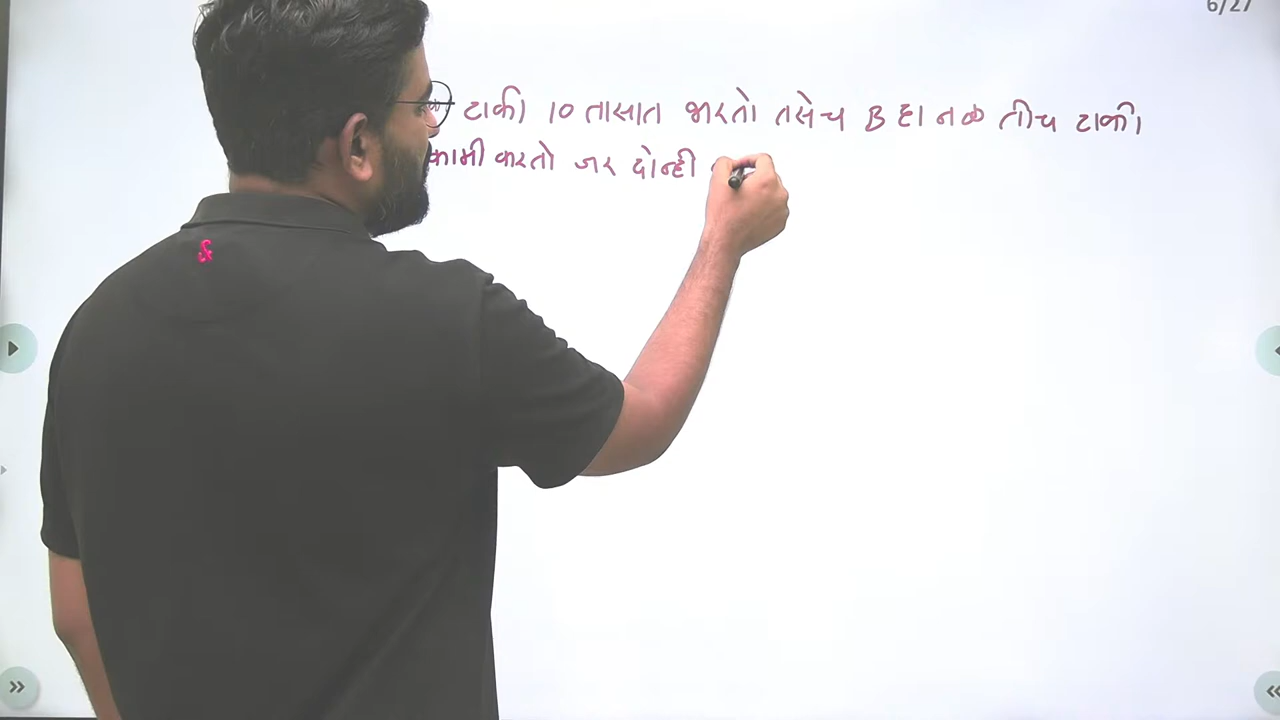 6/27
टाकी 10 तासात भरतो तसेच B हा नळ तीच टाकी
कामी करतो जर दोन्ही